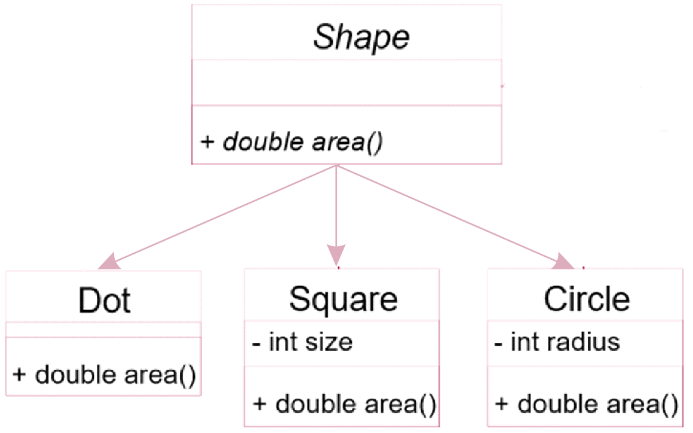 Shape
+ double area()
Dot
+ double area()
Square
- int size
+ double area()
Circle
- int radius
+ double area()